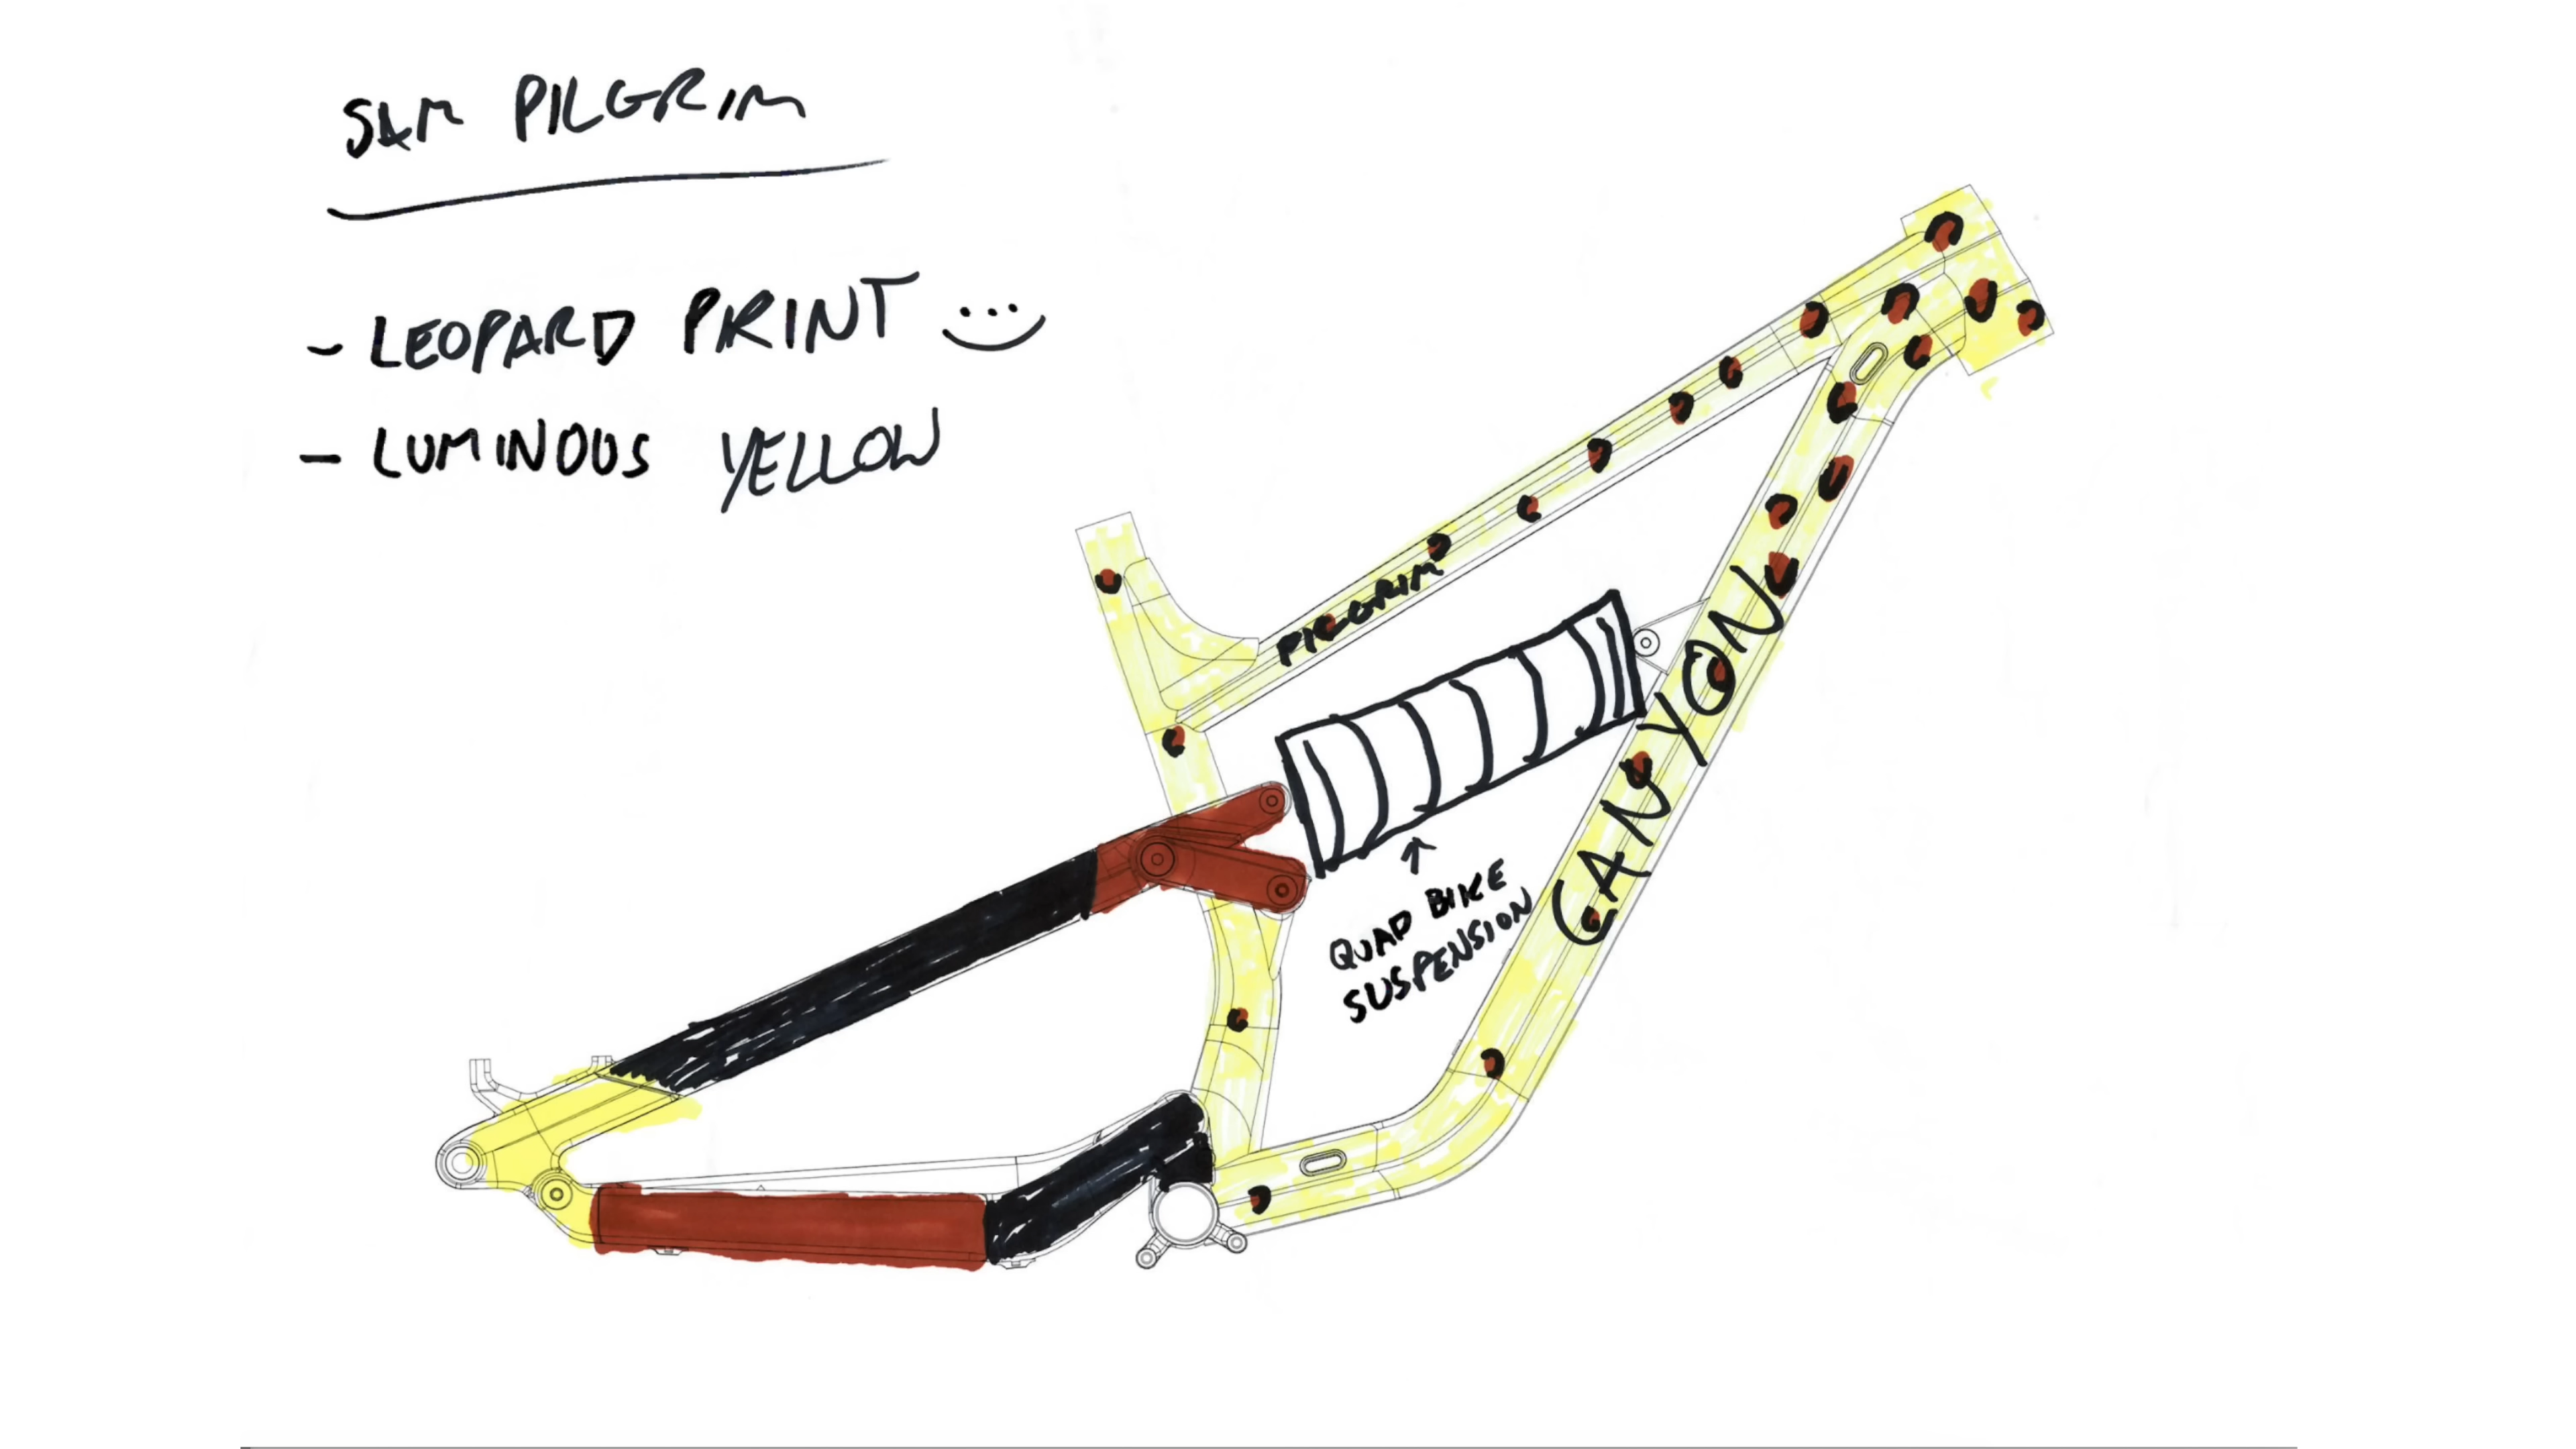 SAM PILGRIM
- LEOPARD PRINT
- LUMINOUS YELLOW
PILGRIM
CANYON
QUAD BIKE
SUSPENSION